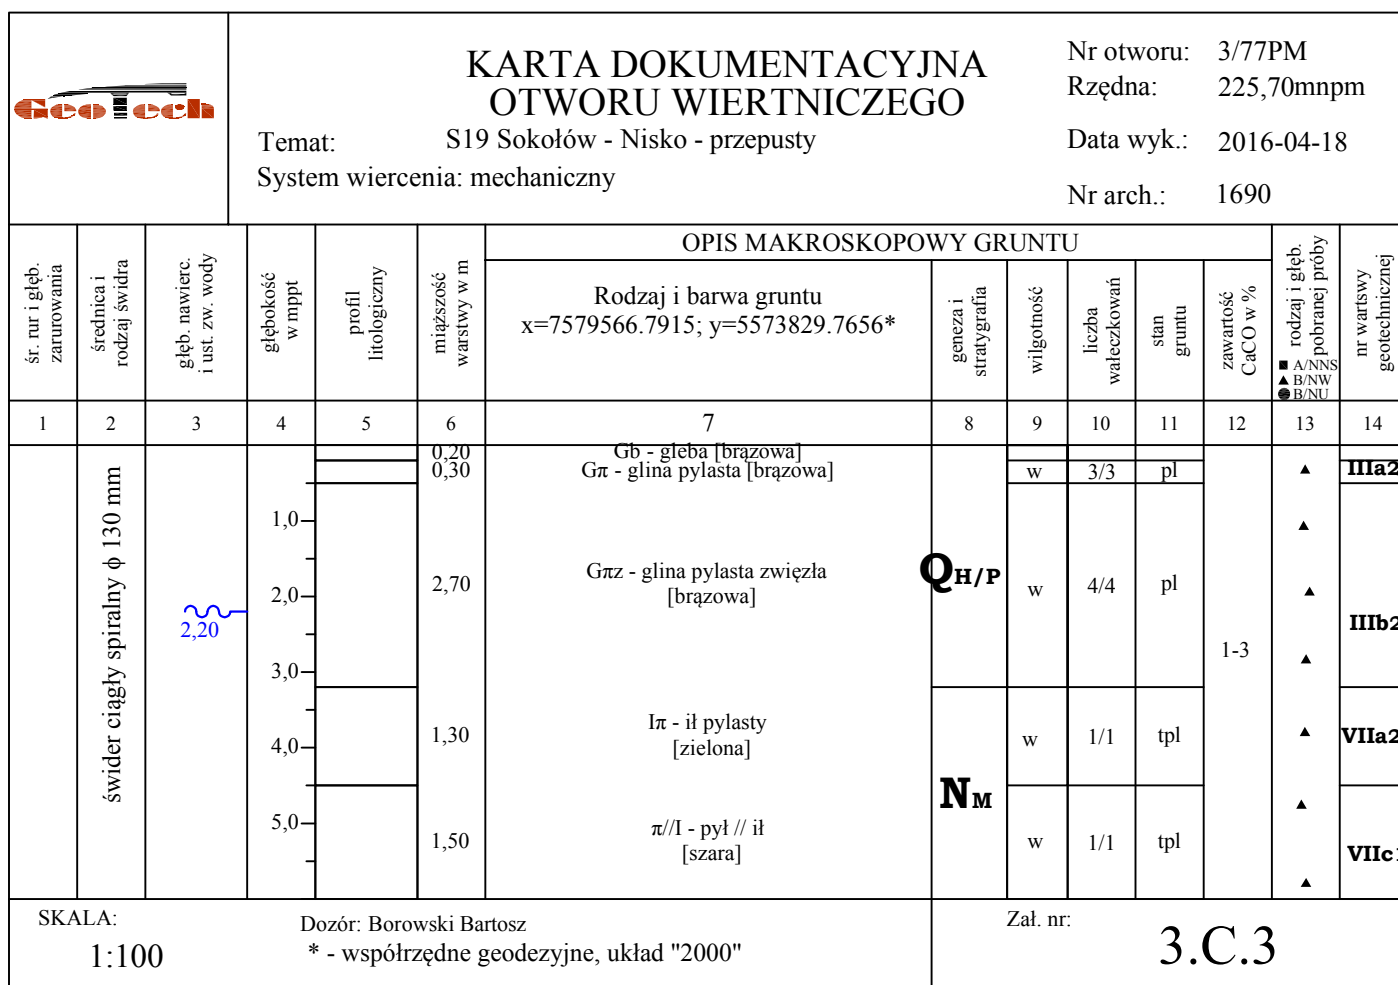 GeoTech
KARTA DOKUMENTACYJNA
OTWORU WIERTNICZEGO
Temat: S19 Sokołów - Nisko - przepusty
System wiercenia: mechaniczny
Nr otworu: 3/77PM
Rzędna: 225,70mnpm
Data wyk.: 2016-04-18
Nr arch.: 1690
śr. rur i głęb.
zarurowania
średnica i
rodzaj świdra
głęb. nawierc.
i ust. zw. wody
głębokość
w mppt
profil
litologiczny
miąższość
warstwy w m
OPIS MAKROSKOPOWY GRUNTU
Rodzaj i barwa gruntu
x=7579566.7915; y=5573829.7656*
geneza i
stratygrafia
wilgotność
liczba
wałeczkowań
stan
gruntu
zawartość
CaCO w %
rodzaj i głęb.
pobranej próby
■ A/NNS
▲ B/NW
● B/NU
nr wartswy
geotechnicznej
1 2 3 4 5 6 7 8 9 10 11 12 13 14
0,20 Gb - gleba [brązowa]
0,30 Gπ - glina pylasta [brązowa] w 3/3 pl IIIa2
świder ciągły spiralny ϕ 130 mm
1,0
2,0
3,0
4,0
5,0
2,20
2,70 Gπz - glina pylasta zwięzła
[brązowa]
QH/P
w 4/4 pl
1-3
IIIb2
1,30 Iπ - ił pylasty
[zielona]
w 1/1 tpl VIIa2
NM
1,50 π//I - pył // ił
[szara]
w 1/1 tpl VIIc1
SKALA:
1:100
Dozór: Borowski Bartosz
* - współrzędne geodezyjne, układ "2000"
Zał. nr:
3.C.3